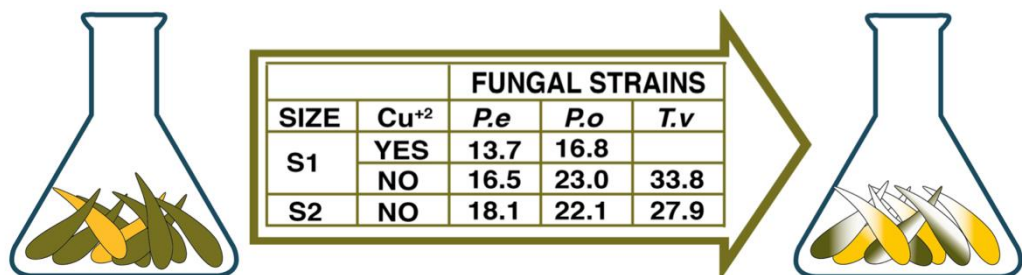 FUNGAL STRAINS
SIZE Cu⁺² P.e P.o T.v
S1 YES 13.7 16.8
NO 16.5 23.0 33.8
S2 NO 18.1 22.1 27.9